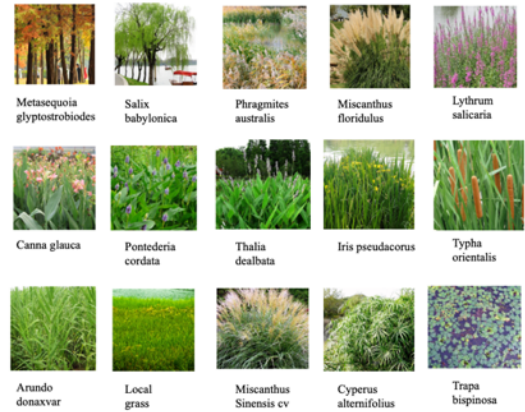 Metasequoia
glyptostrobiodes
Salix
babylonica
Phragmites
australis
Miscanthus
floridulus
Lythrum
salicaria
Canna glauca
Pontederia
cordata
Thalia
dealbata
Iris pseudacorus
Typha
orientalis
Arundo
donaxvar
Local
grass
Miscanthus
Sinensis cv
Cyperus
alternifolius
Trapa
bispinosa